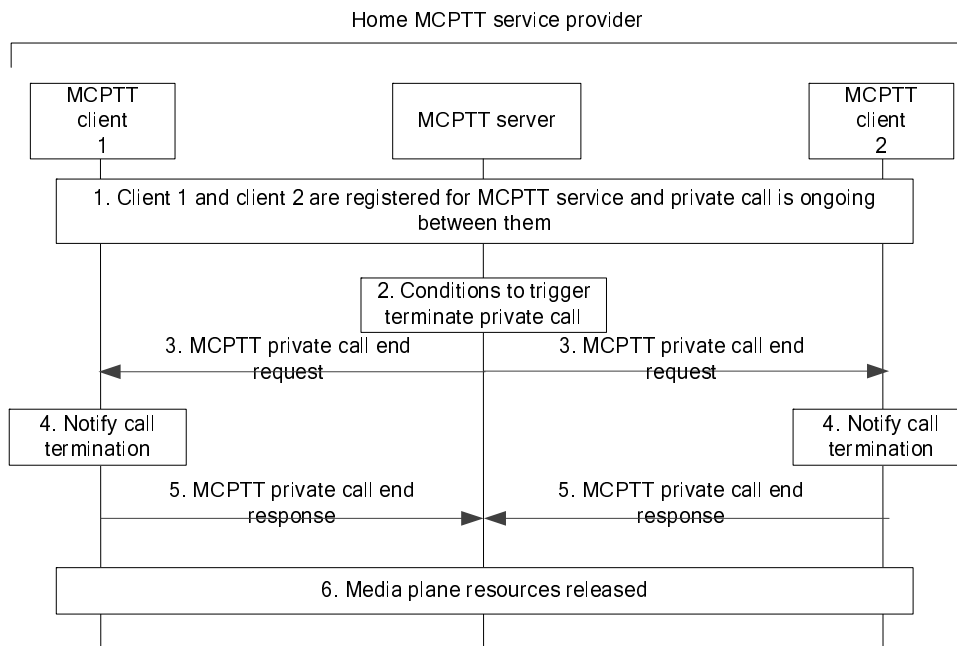 Home MCPTT service provider
MCPTT
client
1
MCPTT server
MCPTT
client
2
1. Client 1 and client 2 are registered for MCPTT service and private call is ongoing
between them
2. Conditions to trigger
terminate private call
3. MCPTT private call end
request
3. MCPTT private call end
request
4. Notify call
termination
4. Notify call
termination
5. MCPTT private call end
response
5. MCPTT private call end
response
6. Media plane resources released